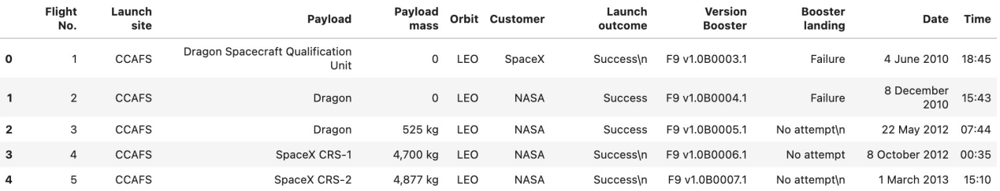 Flight No. Launch site Payload Payload mass Orbit Customer Launch outcome Version Booster Booster landing Date Time
0 1 CCAFS Dragon Spacecraft Qualification Unit 0 LEO SpaceX Success\n F9 v1.0B0003.1 Failure 4 June 2010 18:45
1 2 CCAFS Dragon 0 LEO NASA Success F9 v1.0B0004.1 Failure 8 December 2010 15:43
2 3 CCAFS Dragon 525 kg LEO NASA Success F9 v1.0B0005.1 No attempt\n 22 May 2012 07:44
3 4 CCAFS SpaceX CRS-1 4,700 kg LEO NASA Success\n F9 v1.0B0006.1 No attempt 8 October 2012 00:35
4 5 CCAFS SpaceX CRS-2 4,877 kg LEO NASA Success\n F9 v1.0B0007.1 No attempt\n 1 March 2013 15:10